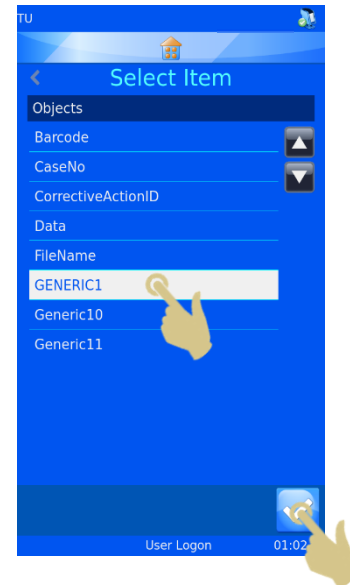 TU
Select Item
Objects
Barcode
CaseNo
CorrectiveActionID
Data
FileName
GENERIC1
Generic10
Generic11
User Logon
01:02